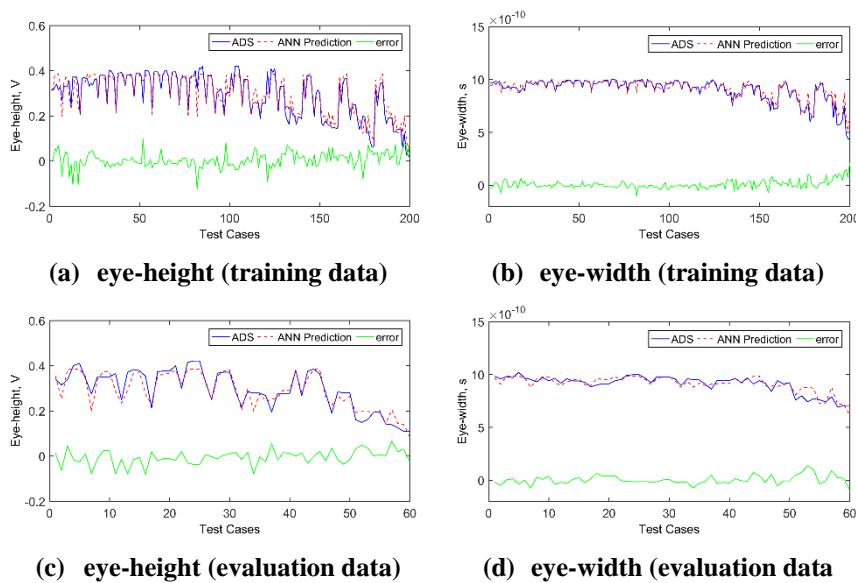 0.6
ADS ANN Prediction error
0.4
0.2
0
-0.2
Eye-height, V
0 50 100 150 200
Test Cases
(a) eye-height (training data)
×10⁻¹⁰
15
ADS ANN Prediction error
10
5
0
Eye-width, s
0 50 100 150 200
Test Cases
(b) eye-width (training data)
0.6
ADS ANN Prediction error
0.4
0.2
0
-0.2
Eye-height, V
0 10 20 30 40 50 60
Test Cases
(c) eye-height (evaluation data)
×10⁻¹⁰
15
ADS ANN Prediction error
10
5
0
Eye-width, s
0 10 20 30 40 50 60
Test Cases
(d) eye-width (evaluation data